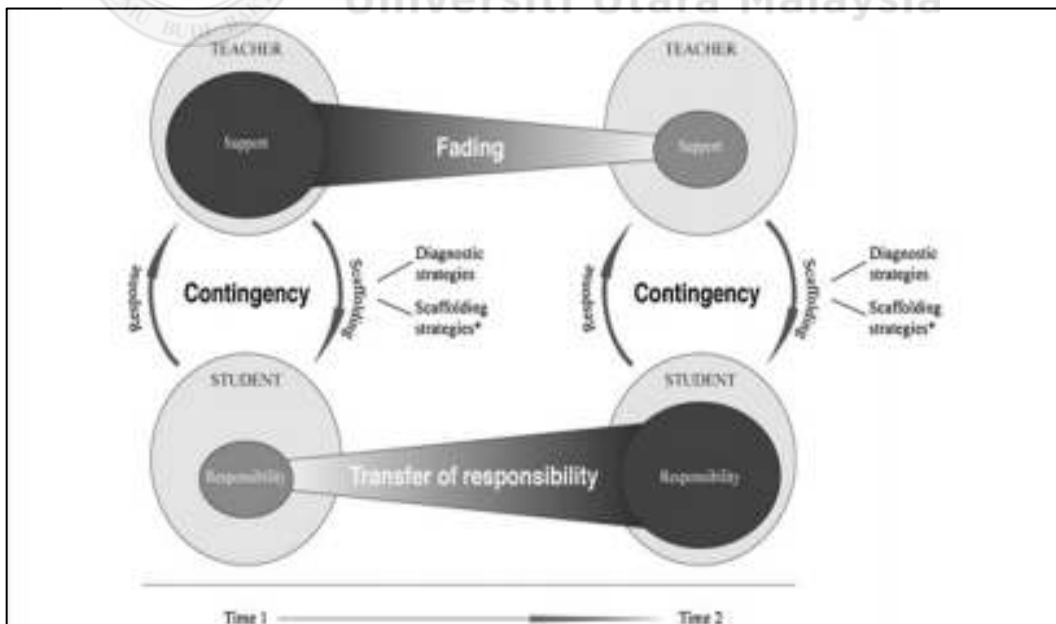 Universiti Utara Malaysia
BUDI
TEACHER
TEACHER
Support
Fading
Support
Response
Contingency
Scaffolding
Diagnostic
strategies
Scaffolding
strategies*
Response
Contingency
Scaffolding
Diagnostic
strategies
Scaffolding
strategies*
STUDENT
STUDENT
Responsibility
Transfer of responsibility
Responsibility
Time 1
Time 2